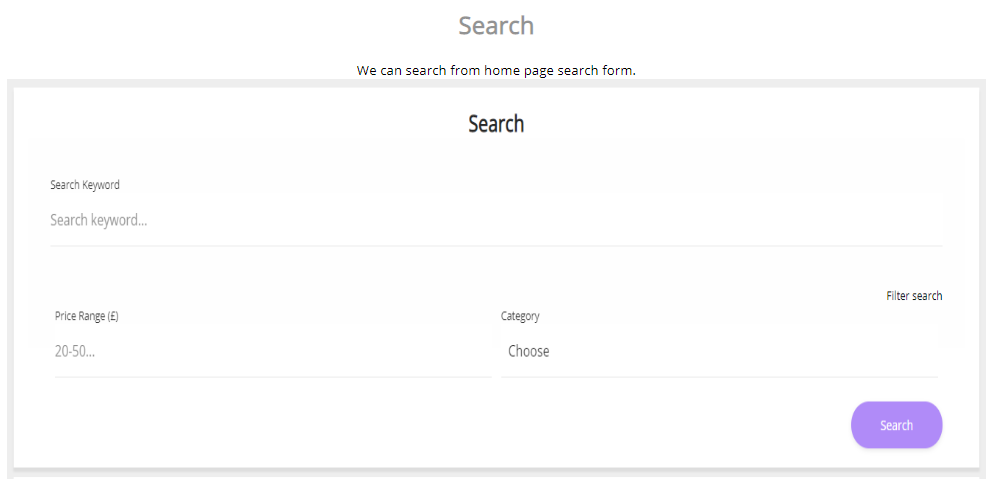 Search
We can search from home page search form.
Search
Search Keyword
Search keyword...
Filter search
Price Range (£)
Category
20-50...
Choose
Search